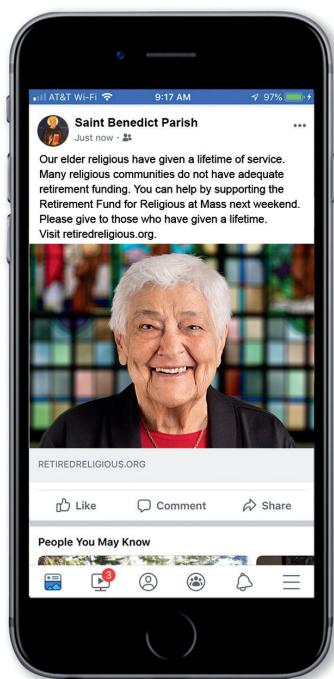 AT&T Wi-Fi 9:17 AM 97%
Saint Benedict Parish
Just now ·
Our elder religious have given a lifetime of service.
Many religious communities do not have adequate
retirement funding. You can help by supporting the
Retirement Fund for Religious at Mass next weekend.
Please give to those who have given a lifetime.
Visit retiredreligious.org.
RETIREDRELIGIOUS.ORG
Like Comment Share
People You May Know
3